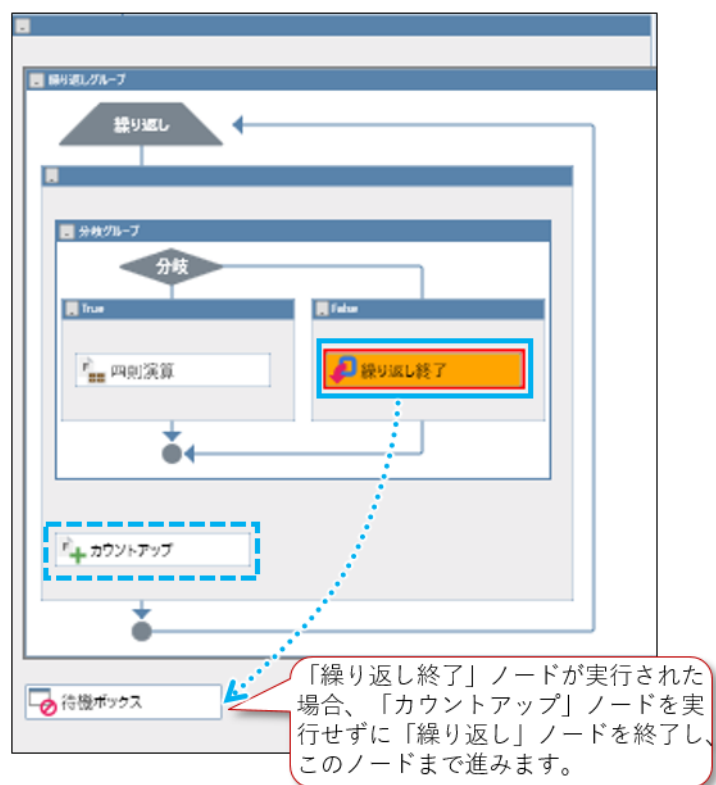 繰り返しグループ
繰り返し
分岐グループ
分岐
True
False
四則演算
繰り返し終了
カウントアップ
待機ボックス
「繰り返し終了」ノードが実行された
場合、「カウントアップ」ノードを実
行せずに「繰り返し」ノードを終了し、
このノードまで進みます。